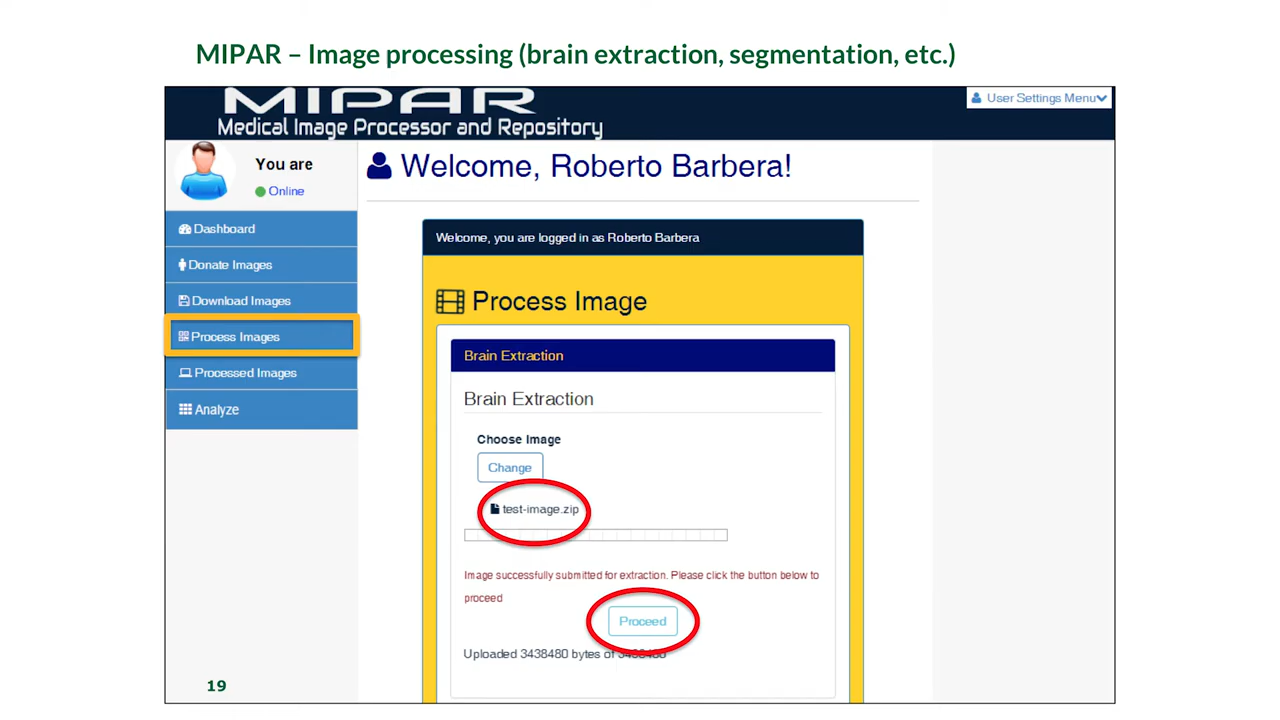 MIPAR – Image processing (brain extraction, segmentation, etc.)
MIPAR
Medical Image Processor and Repository
User Settings Menu
You are
Online
Welcome, Roberto Barbera!
Dashboard
Donate Images
Download Images
Process Images
Processed Images
Analyze
Welcome, you are logged in as Roberto Barbera
Process Image
Brain Extraction
Brain Extraction
Choose Image
Change
test-image.zip
Image successfully submitted for extraction. Please click the button below to
proceed
Proceed
Uploaded 3438480 bytes of 3438480
19